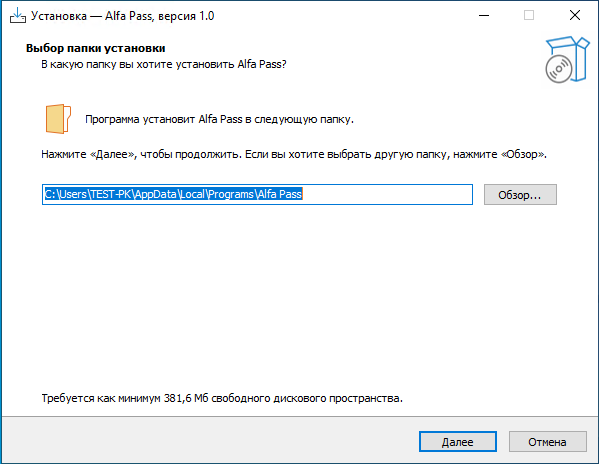 Установка — Alfa Pass, версия 1.0
Выбор папки установки
В какую папку вы хотите установить Alfa Pass?
Программа установит Alfa Pass в следующую папку.
Нажмите «Далее», чтобы продолжить. Если вы хотите выбрать другую папку, нажмите «Обзор».
C:\Users\TEST-PK\AppData\Local\Programs\Alfa Pass
Обзор...
Требуется как минимум 381,6 Мб свободного дискового пространства.
Далее
Отмена